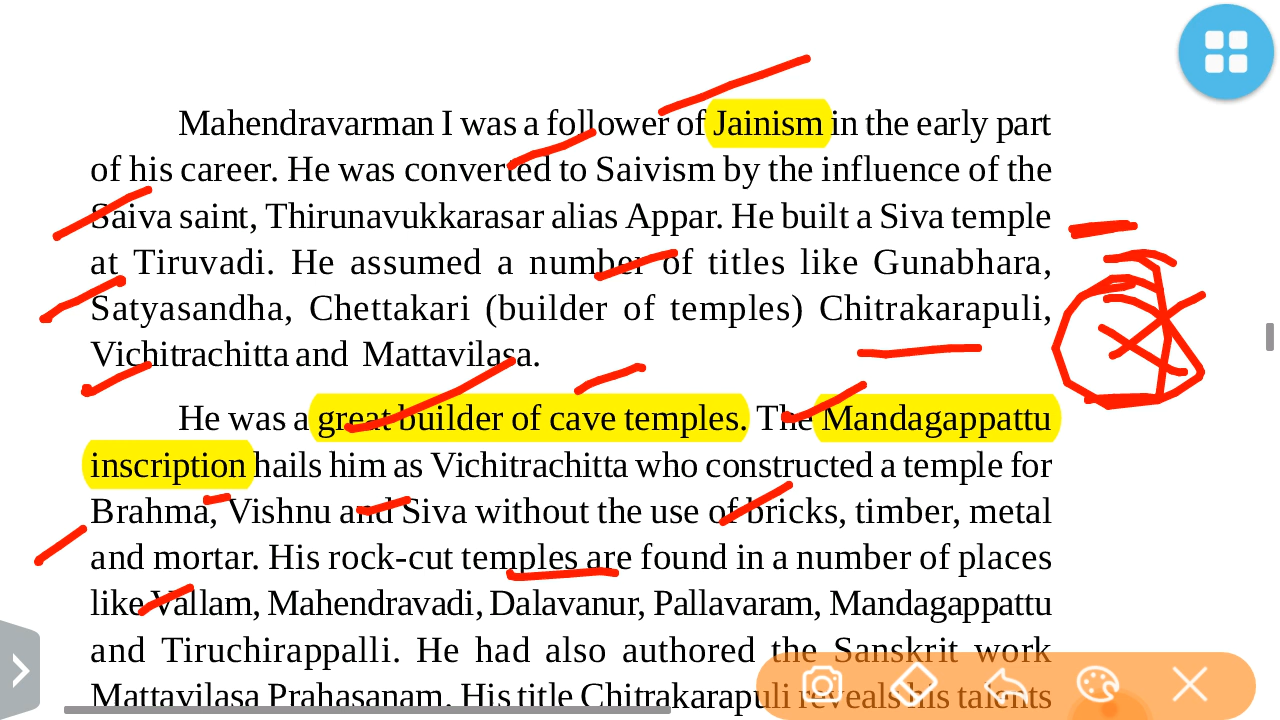 Mahendravarman I was a follower of Jainism in the early part
of his career. He was converted to Saivism by the influence of the
Saiva saint, Thirunavukkarasar alias Appar. He built a Siva temple
at Tiruvadi. He assumed a number of titles like Gunabhara,
Satyasandha, Chettakari (builder of temples) Chitrakarapuli,
Vichitrachitta and Mattavilasa.
He was a great builder of cave temples. The Mandagappattu
inscription hails him as Vichitrachitta who constructed a temple for
Brahma, Vishnu and Siva without the use of bricks, timber, metal
and mortar. His rock-cut temples are found in a number of places
like Vallam, Mahendravadi, Dalavanur, Pallavaram, Mandagappattu
and Tiruchirappalli. He had also authored the Sanskrit work
Mattavilasa Prahasanam. His title Chitrakarapuli reveals his talents